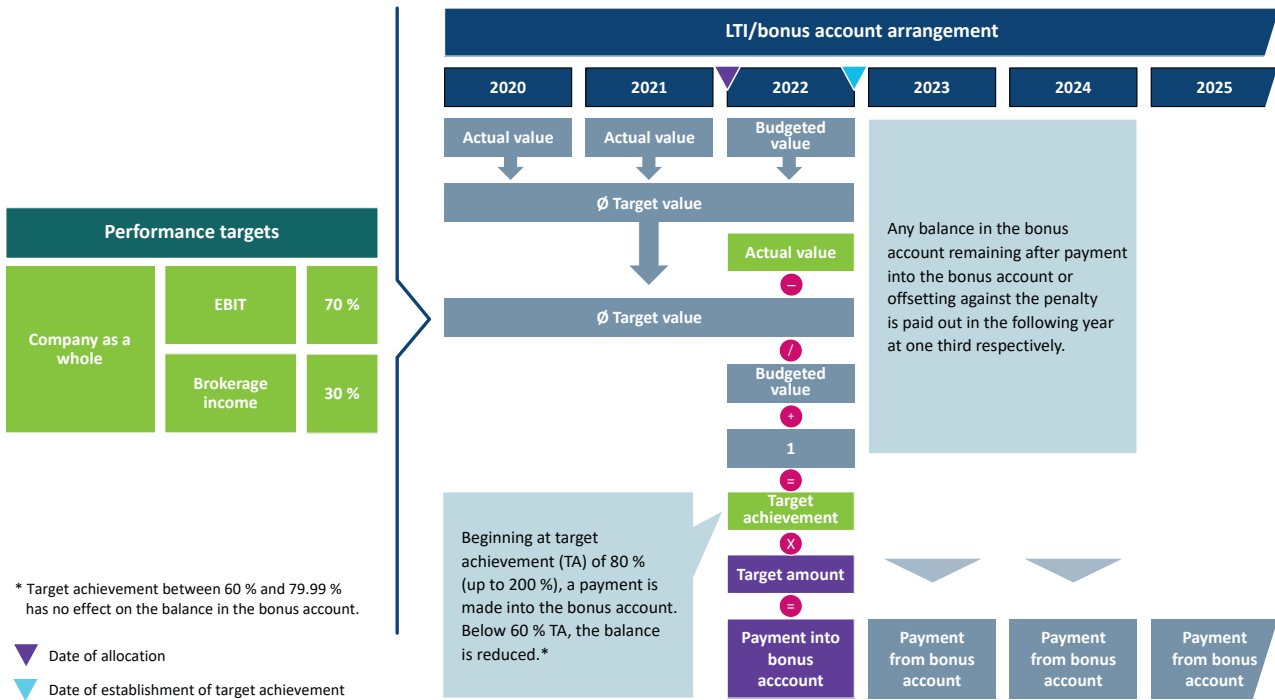 LTI/bonus account arrangement
2020
2021
2022
2023
2024
2025
Actual value
Actual value
Budgeted
value
Ø Target value
Performance targets
Company as a
whole
EBIT
70 %
Brokerage
income
30 %
Actual value
–
Ø Target value
/
Budgeted
value
+
1
=
Target
achievement
X
Target amount
=
Payment into
bonus
acccount
Any balance in the bonus
account remaining after payment
into the bonus account or
offsetting against the penalty
is paid out in the following year
at one third respectively.
Beginning at target
achievement (TA) of 80 %
(up to 200 %), a payment is
made into the bonus account.
Below 60 % TA, the balance
is reduced.*
Payment
from bonus
account
Payment
from bonus
account
Payment
from bonus
account
* Target achievement between 60 % and 79.99 %
has no effect on the balance in the bonus account.
Date of allocation
Date of establishment of target achievement